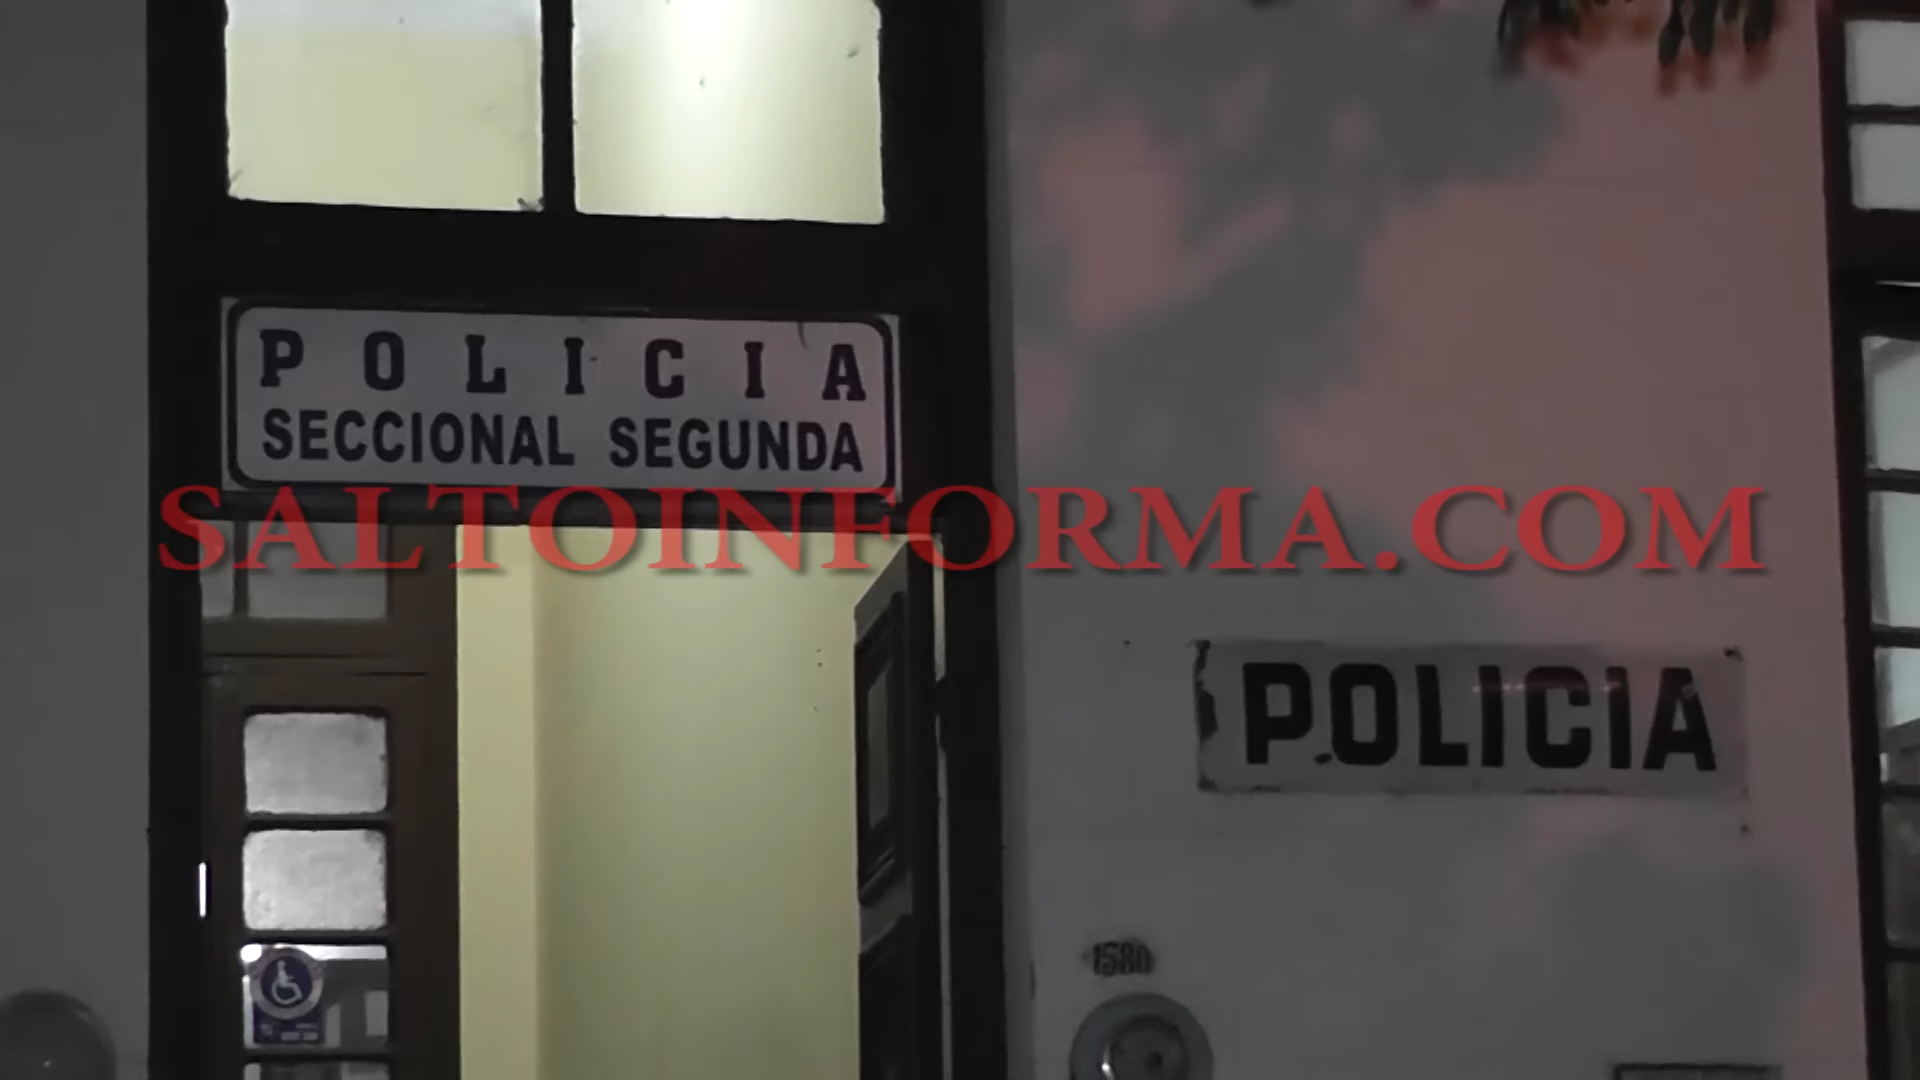 POLICIA
SECCIONAL SEGUNDA
SALTOINFORMA.COM
POLICIA
1580